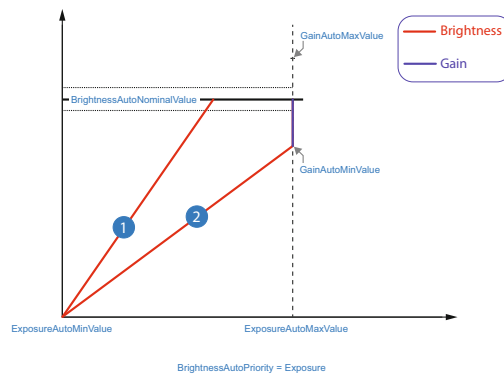 GainAutoMaxValue
Brightness
Gain
BrightnessAutoNominalValue
GainAutoMinValue
1
2
ExposureAutoMinValue
ExposureAutoMaxValue
BrightnessAutoPriority = Exposure